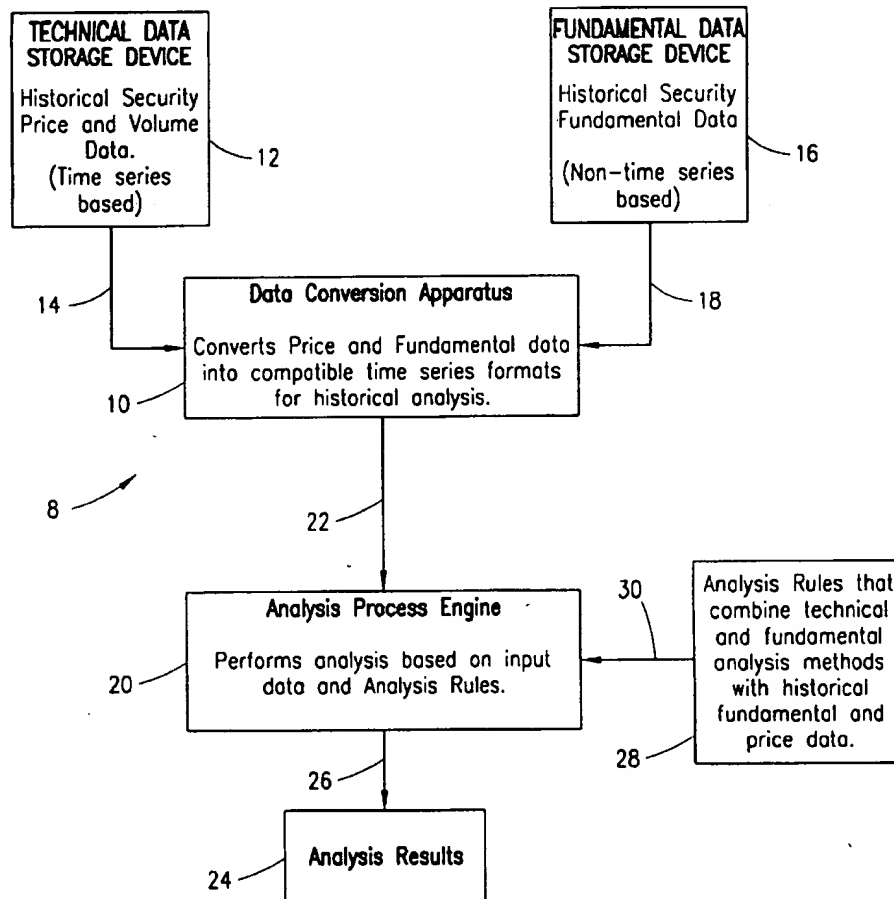 TECHNICAL DATA
STORAGE DEVICE
Historical Security
Price and Volume
Data.
(Time series
based)
12
FUNDAMENTAL DATA
STORAGE DEVICE
Historical Security
Fundamental Data
(Non-time series
based)
16
14
18
Data Conversion Apparatus
Converts Price and Fundamental data
into compatible time series formats
for historical analysis.
10
8
22
Analysis Process Engine
Performs analysis based on input
data and Analysis Rules.
20
30
Analysis Rules that
combine technical
and fundamental
analysis methods
with historical
fundamental and
price data.
28
26
Analysis Results
24